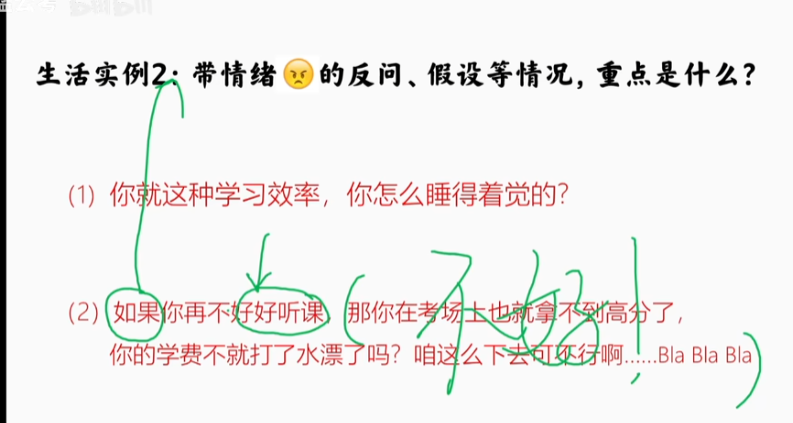 生活实例2：带情绪😠的反问、假设等情况，重点是什么？
(1) 你就这种学习效率，你怎么睡得着觉的？
(2) 如果你再不好好听课，那你在考场上也就拿不到高分了，
你的学费不就打了水漂了吗？咱这么下去可不行啊......Bla Bla Bla
不好！